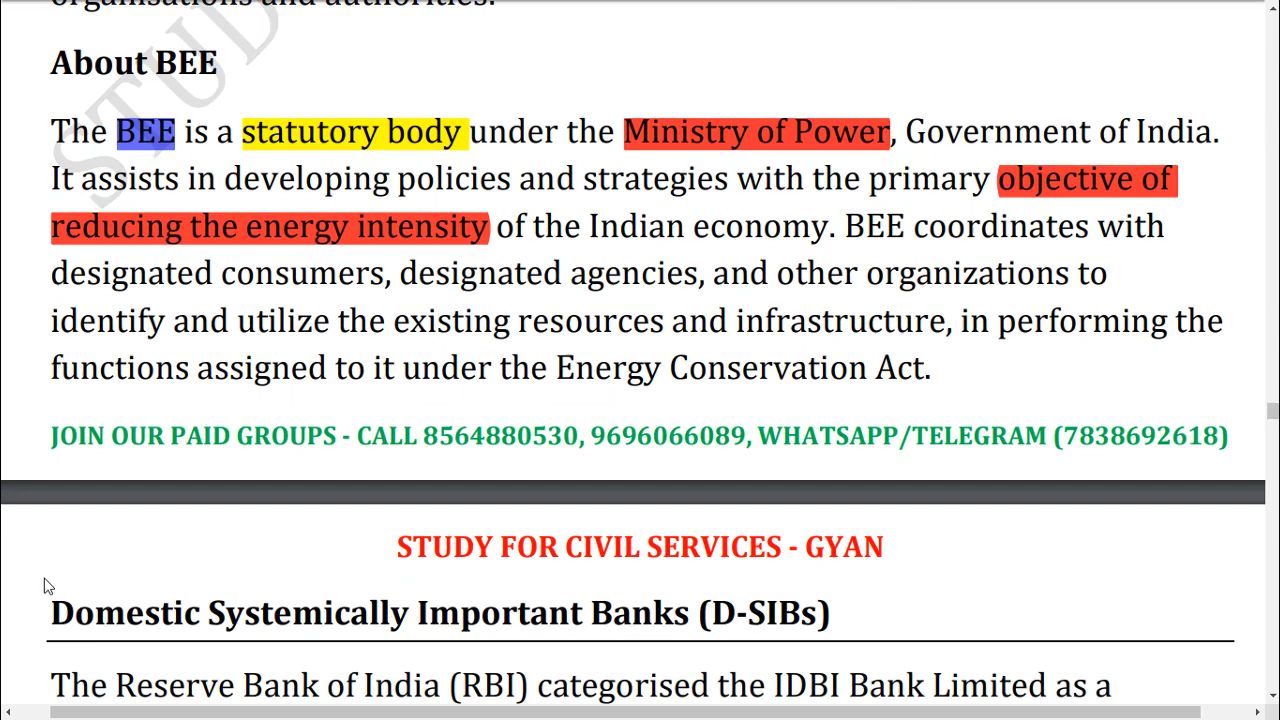 organisations and authorities.
About BEE
The BEE is a statutory body under the Ministry of Power, Government of India.
It assists in developing policies and strategies with the primary objective of
reducing the energy intensity of the Indian economy. BEE coordinates with
designated consumers, designated agencies, and other organizations to
identify and utilize the existing resources and infrastructure, in performing the
functions assigned to it under the Energy Conservation Act.
JOIN OUR PAID GROUPS - CALL 8564880530, 9696066089, WHATSAPP/TELEGRAM (7838692618)
STUDY FOR CIVIL SERVICES - GYAN
Domestic Systemically Important Banks (D-SIBs)
The Reserve Bank of India (RBI) categorised the IDBI Bank Limited as a
STUD